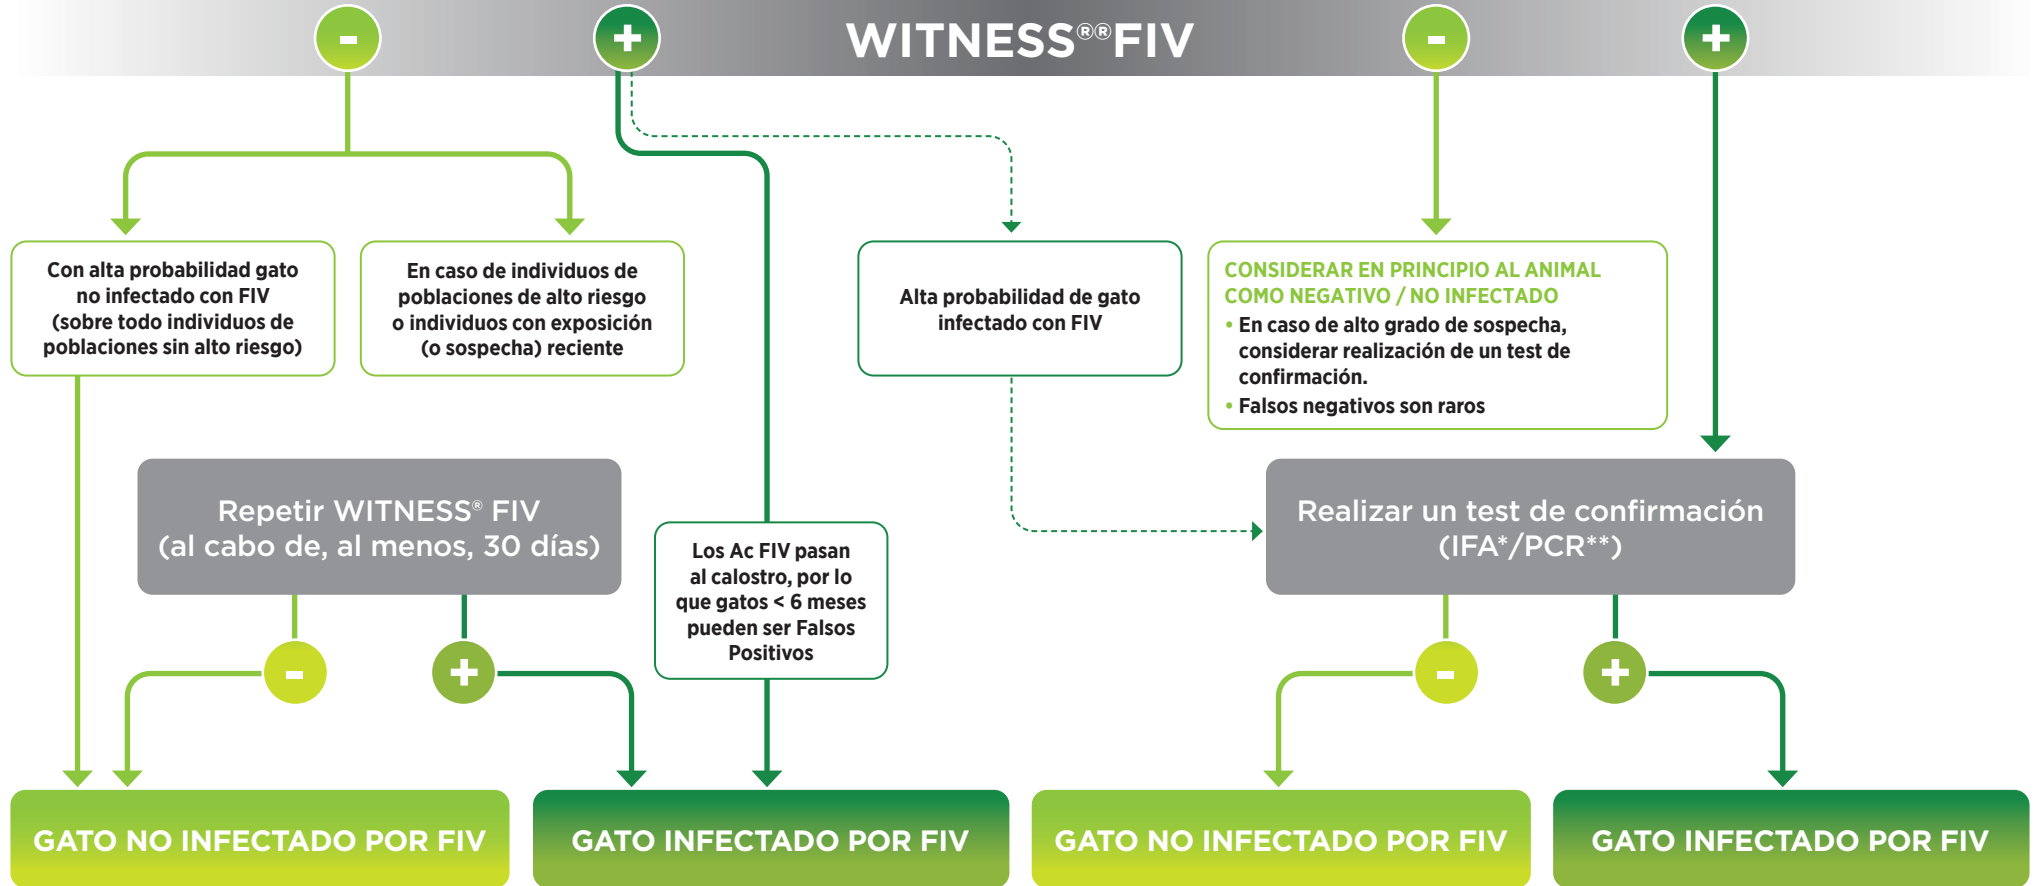 -
+
WITNESS®®FIV
-
+
Con alta probabilidad gato
no infectado con FIV
(sobre todo individuos de
poblaciones sin alto riesgo)
En caso de individuos de
poblaciones de alto riesgo
o individuos con exposición
(o sospecha) reciente
Alta probabilidad de gato
infectado con FIV
CONSIDERAR EN PRINCIPIO AL ANIMAL
COMO NEGATIVO / NO INFECTADO
• En caso de alto grado de sospecha,
considerar realización de un test de
confirmación.
• Falsos negativos son raros
Repetir WITNESS® FIV
(al cabo de, al menos, 30 días)
Los Ac FIV pasan
al calostro, por lo
que gatos < 6 meses
pueden ser Falsos
Positivos
Realizar un test de confirmación
(IFA*/PCR**)
-
+
-
+
GATO NO INFECTADO POR FIV
GATO INFECTADO POR FIV
GATO NO INFECTADO POR FIV
GATO INFECTADO POR FIV